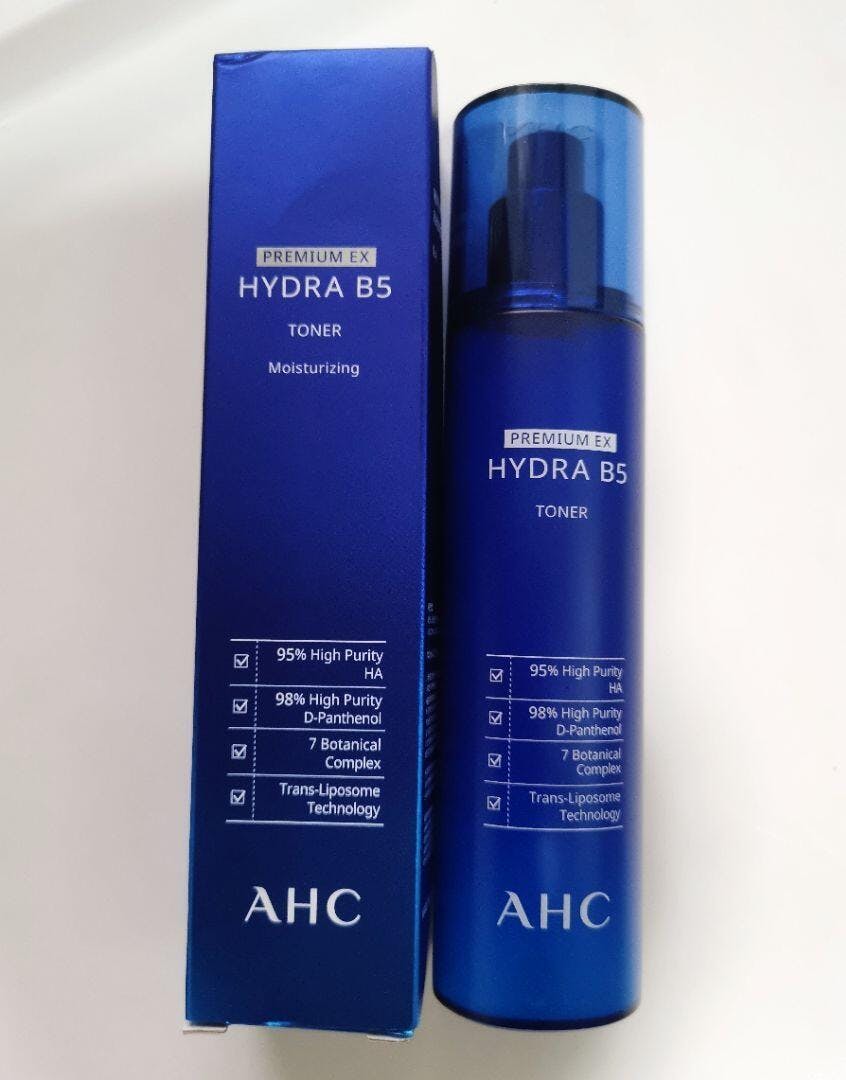 PREMIUM EX
HYDRA B5
TONER
Moisturizing
95% High Purity
HA
98% High Purity
D-Panthenol
7 Botanical
Complex
Trans-Liposome
Technology
AHC
PREMIUM EX
HYDRA B5
TONER
95% High Purity
HA
98% High Purity
D-Panthenol
7 Botanical
Complex
Trans-Liposome
Technology
AHC